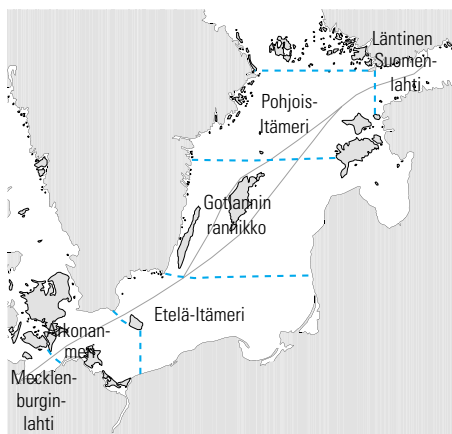 Läntinen
Suomen-
lahti
Pohjois-
Itämeri
Gotlannin
rannikko
Etelä-Itämeri
Arkonan-
meri
Mecklen-
burgin-
lahti